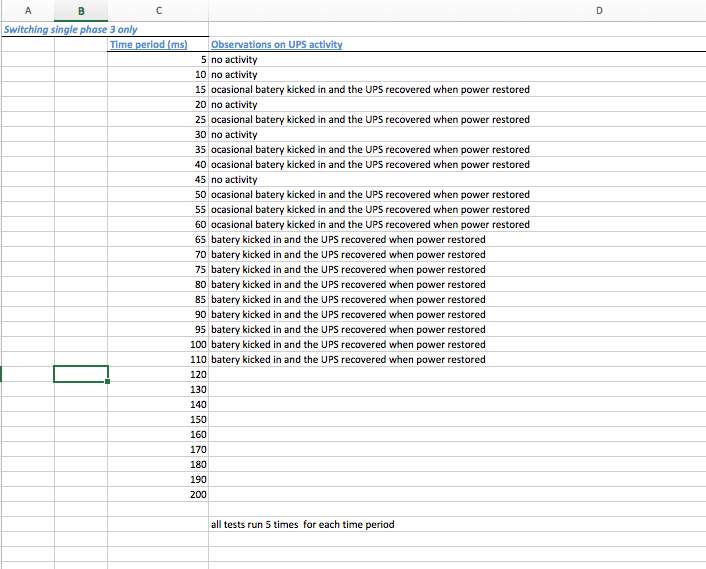 A B C D
Switching single phase 3 only
Time period (ms) Observations on UPS activity
5 no activity
10 no activity
15 ocasional batery kicked in and the UPS recovered when power restored
20 no activity
25 ocasional batery kicked in and the UPS recovered when power restored
30 no activity
35 ocasional batery kicked in and the UPS recovered when power restored
40 ocasional batery kicked in and the UPS recovered when power restored
45 no activity
50 ocasional batery kicked in and the UPS recovered when power restored
55 ocasional batery kicked in and the UPS recovered when power restored
60 ocasional batery kicked in and the UPS recovered when power restored
65 batery kicked in and the UPS recovered when power restored
70 batery kicked in and the UPS recovered when power restored
75 batery kicked in and the UPS recovered when power restored
80 batery kicked in and the UPS recovered when power restored
85 batery kicked in and the UPS recovered when power restored
90 batery kicked in and the UPS recovered when power restored
95 batery kicked in and the UPS recovered when power restored
100 batery kicked in and the UPS recovered when power restored
110 batery kicked in and the UPS recovered when power restored
120
130
140
150
160
170
180
190
200
all tests run 5 times for each time period